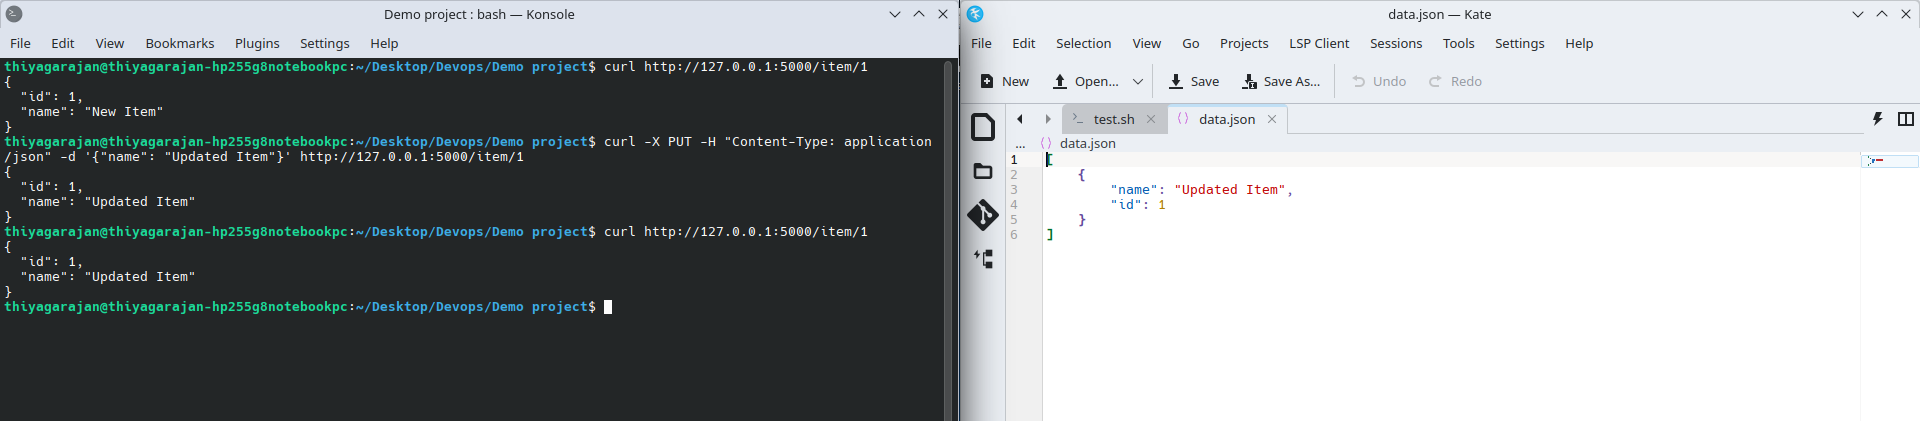 Demo project : bash — Konsole
File Edit View Bookmarks Plugins Settings Help
thiyagarajan@thiyagarajan-hp255g8notebookpc:~/Desktop/Devops/Demo project$ curl http://127.0.0.1:5000/item/1
{
  "id": 1,
  "name": "New Item"
}
thiyagarajan@thiyagarajan-hp255g8notebookpc:~/Desktop/Devops/Demo project$ curl -X PUT -H "Content-Type: application
/json" -d '{"name": "Updated Item"}' http://127.0.0.1:5000/item/1
{
  "id": 1,
  "name": "Updated Item"
}
thiyagarajan@thiyagarajan-hp255g8notebookpc:~/Desktop/Devops/Demo project$ curl http://127.0.0.1:5000/item/1
{
  "id": 1,
  "name": "Updated Item"
}
thiyagarajan@thiyagarajan-hp255g8notebookpc:~/Desktop/Devops/Demo project$
data.json — Kate
File Edit Selection View Go Projects LSP Client Sessions Tools Settings Help
New Open... Save Save As... Undo Redo
test.sh data.json
... data.json
1 [
2     {
3         "name": "Updated Item",
4         "id": 1
5     }
6 ]